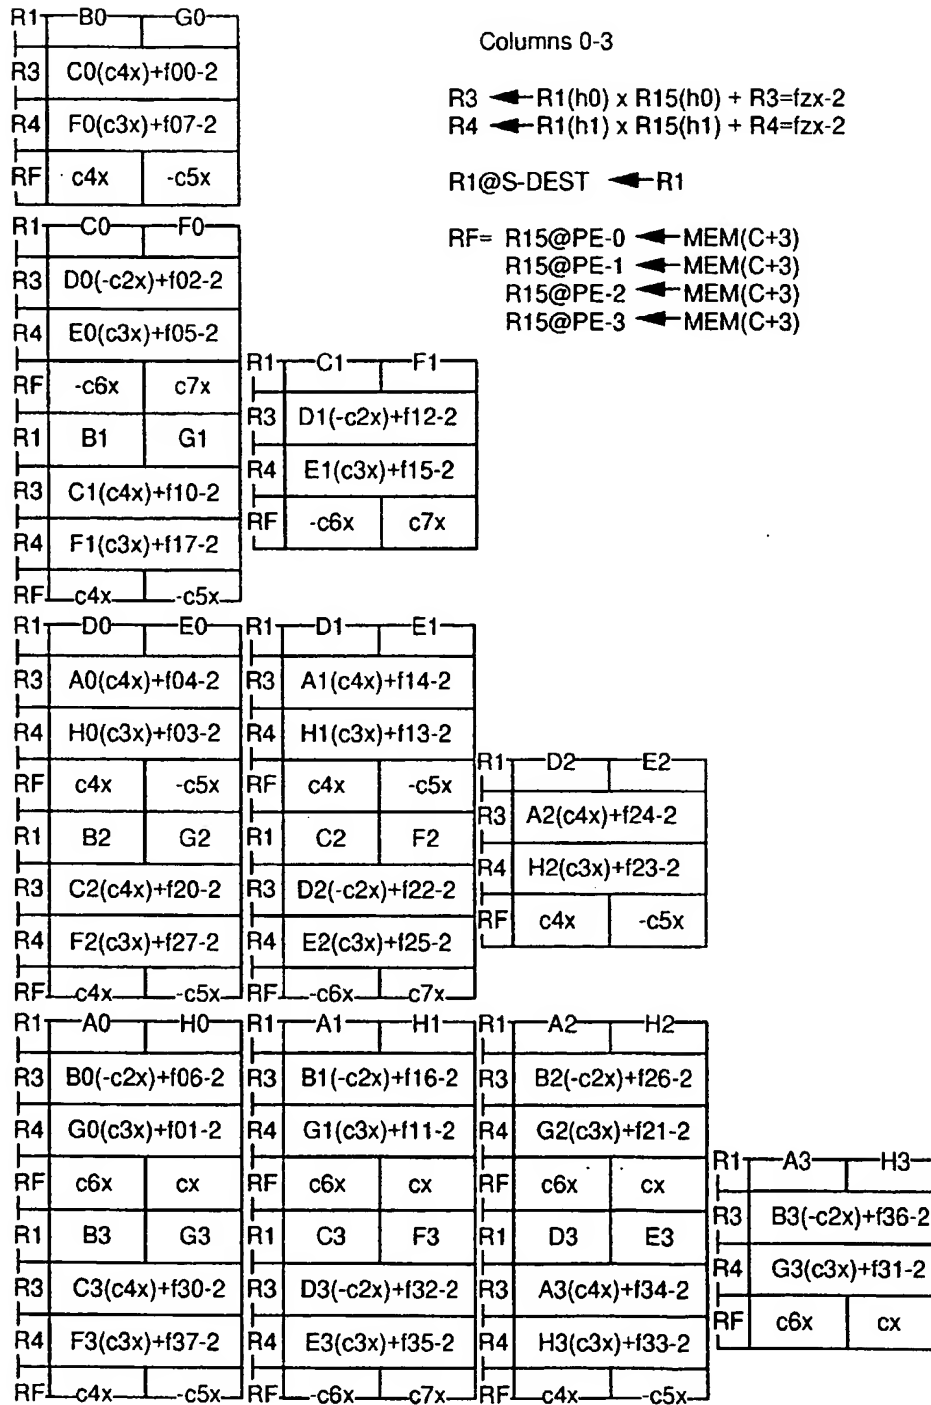 R1 B0 G0
R3 C0(c4x)+f00-2
R4 F0(c3x)+f07-2
RF c4x -c5x
Columns 0-3
R3 ← R1(h0) x R15(h0) + R3=fzx-2
R4 ← R1(h1) x R15(h1) + R4=fzx-2
R1@S-DEST ← R1
RF= R15@PE-0 ← MEM(C+3)
R15@PE-1 ← MEM(C+3)
R15@PE-2 ← MEM(C+3)
R15@PE-3 ← MEM(C+3)
R1 C0 F0
R3 D0(-c2x)+f02-2
R4 E0(c3x)+f05-2
RF -c6x c7x
R1 B1 G1
R3 C1(c4x)+f10-2
R4 F1(c3x)+f17-2
RF c4x -c5x
R1 C1 F1
R3 D1(-c2x)+f12-2
R4 E1(c3x)+f15-2
RF -c6x c7x
R1 D0 E0
R3 A0(c4x)+f04-2
R4 H0(c3x)+f03-2
RF c4x -c5x
R1 B2 G2
R3 C2(c4x)+f20-2
R4 F2(c3x)+f27-2
RF c4x -c5x
R1 D1 E1
R3 A1(c4x)+f14-2
R4 H1(c3x)+f13-2
RF c4x -c5x
R1 C2 F2
R3 D2(-c2x)+f22-2
R4 E2(c3x)+f25-2
RF -c6x c7x
R1 D2 E2
R3 A2(c4x)+f24-2
R4 H2(c3x)+f23-2
RF c4x -c5x
R1 A0 H0
R3 B0(-c2x)+f06-2
R4 G0(c3x)+f01-2
RF c6x cx
R1 B3 G3
R3 C3(c4x)+f30-2
R4 F3(c3x)+f37-2
RF c4x -c5x
R1 A1 H1
R3 B1(-c2x)+f16-2
R4 G1(c3x)+f11-2
RF c6x cx
R1 C3 F3
R3 D3(-c2x)+f32-2
R4 E3(c3x)+f35-2
RF -c6x c7x
R1 A2 H2
R3 B2(-c2x)+f26-2
R4 G2(c3x)+f21-2
RF c6x cx
R1 D3 E3
R3 A3(c4x)+f34-2
R4 H3(c3x)+f33-2
RF c4x -c5x
R1 A3 H3
R3 B3(-c2x)+f36-2
R4 G3(c3x)+f31-2
RF c6x cx